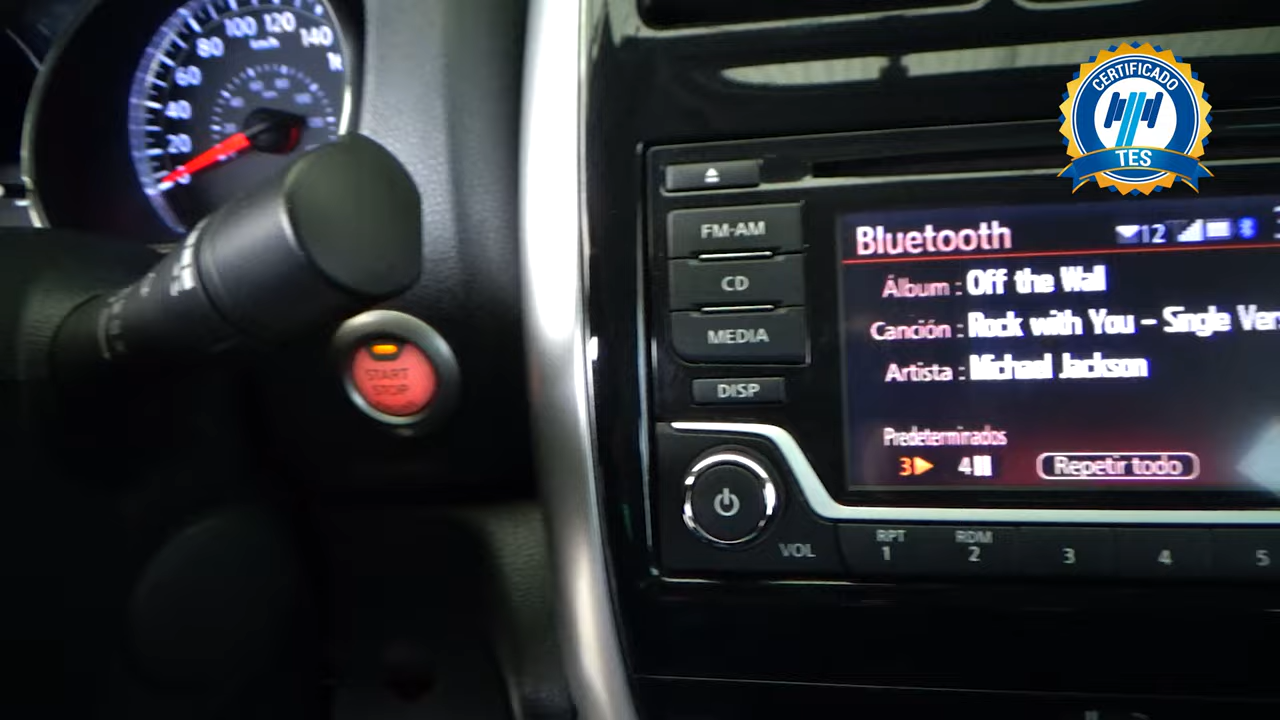 100 120
km/h
80
140
60
40
20
0
CERTIFICADO
TES
START
STOP
FM·AM
CD
MEDIA
DISP
VOL
Bluetooth
12
Álbum : Off the Wall
Canción : Rock with You - Single Ver
Artista : Michael Jackson
Predeterminados
3 4
Repetir todo
RPT
1
RDM
2
3
4
5